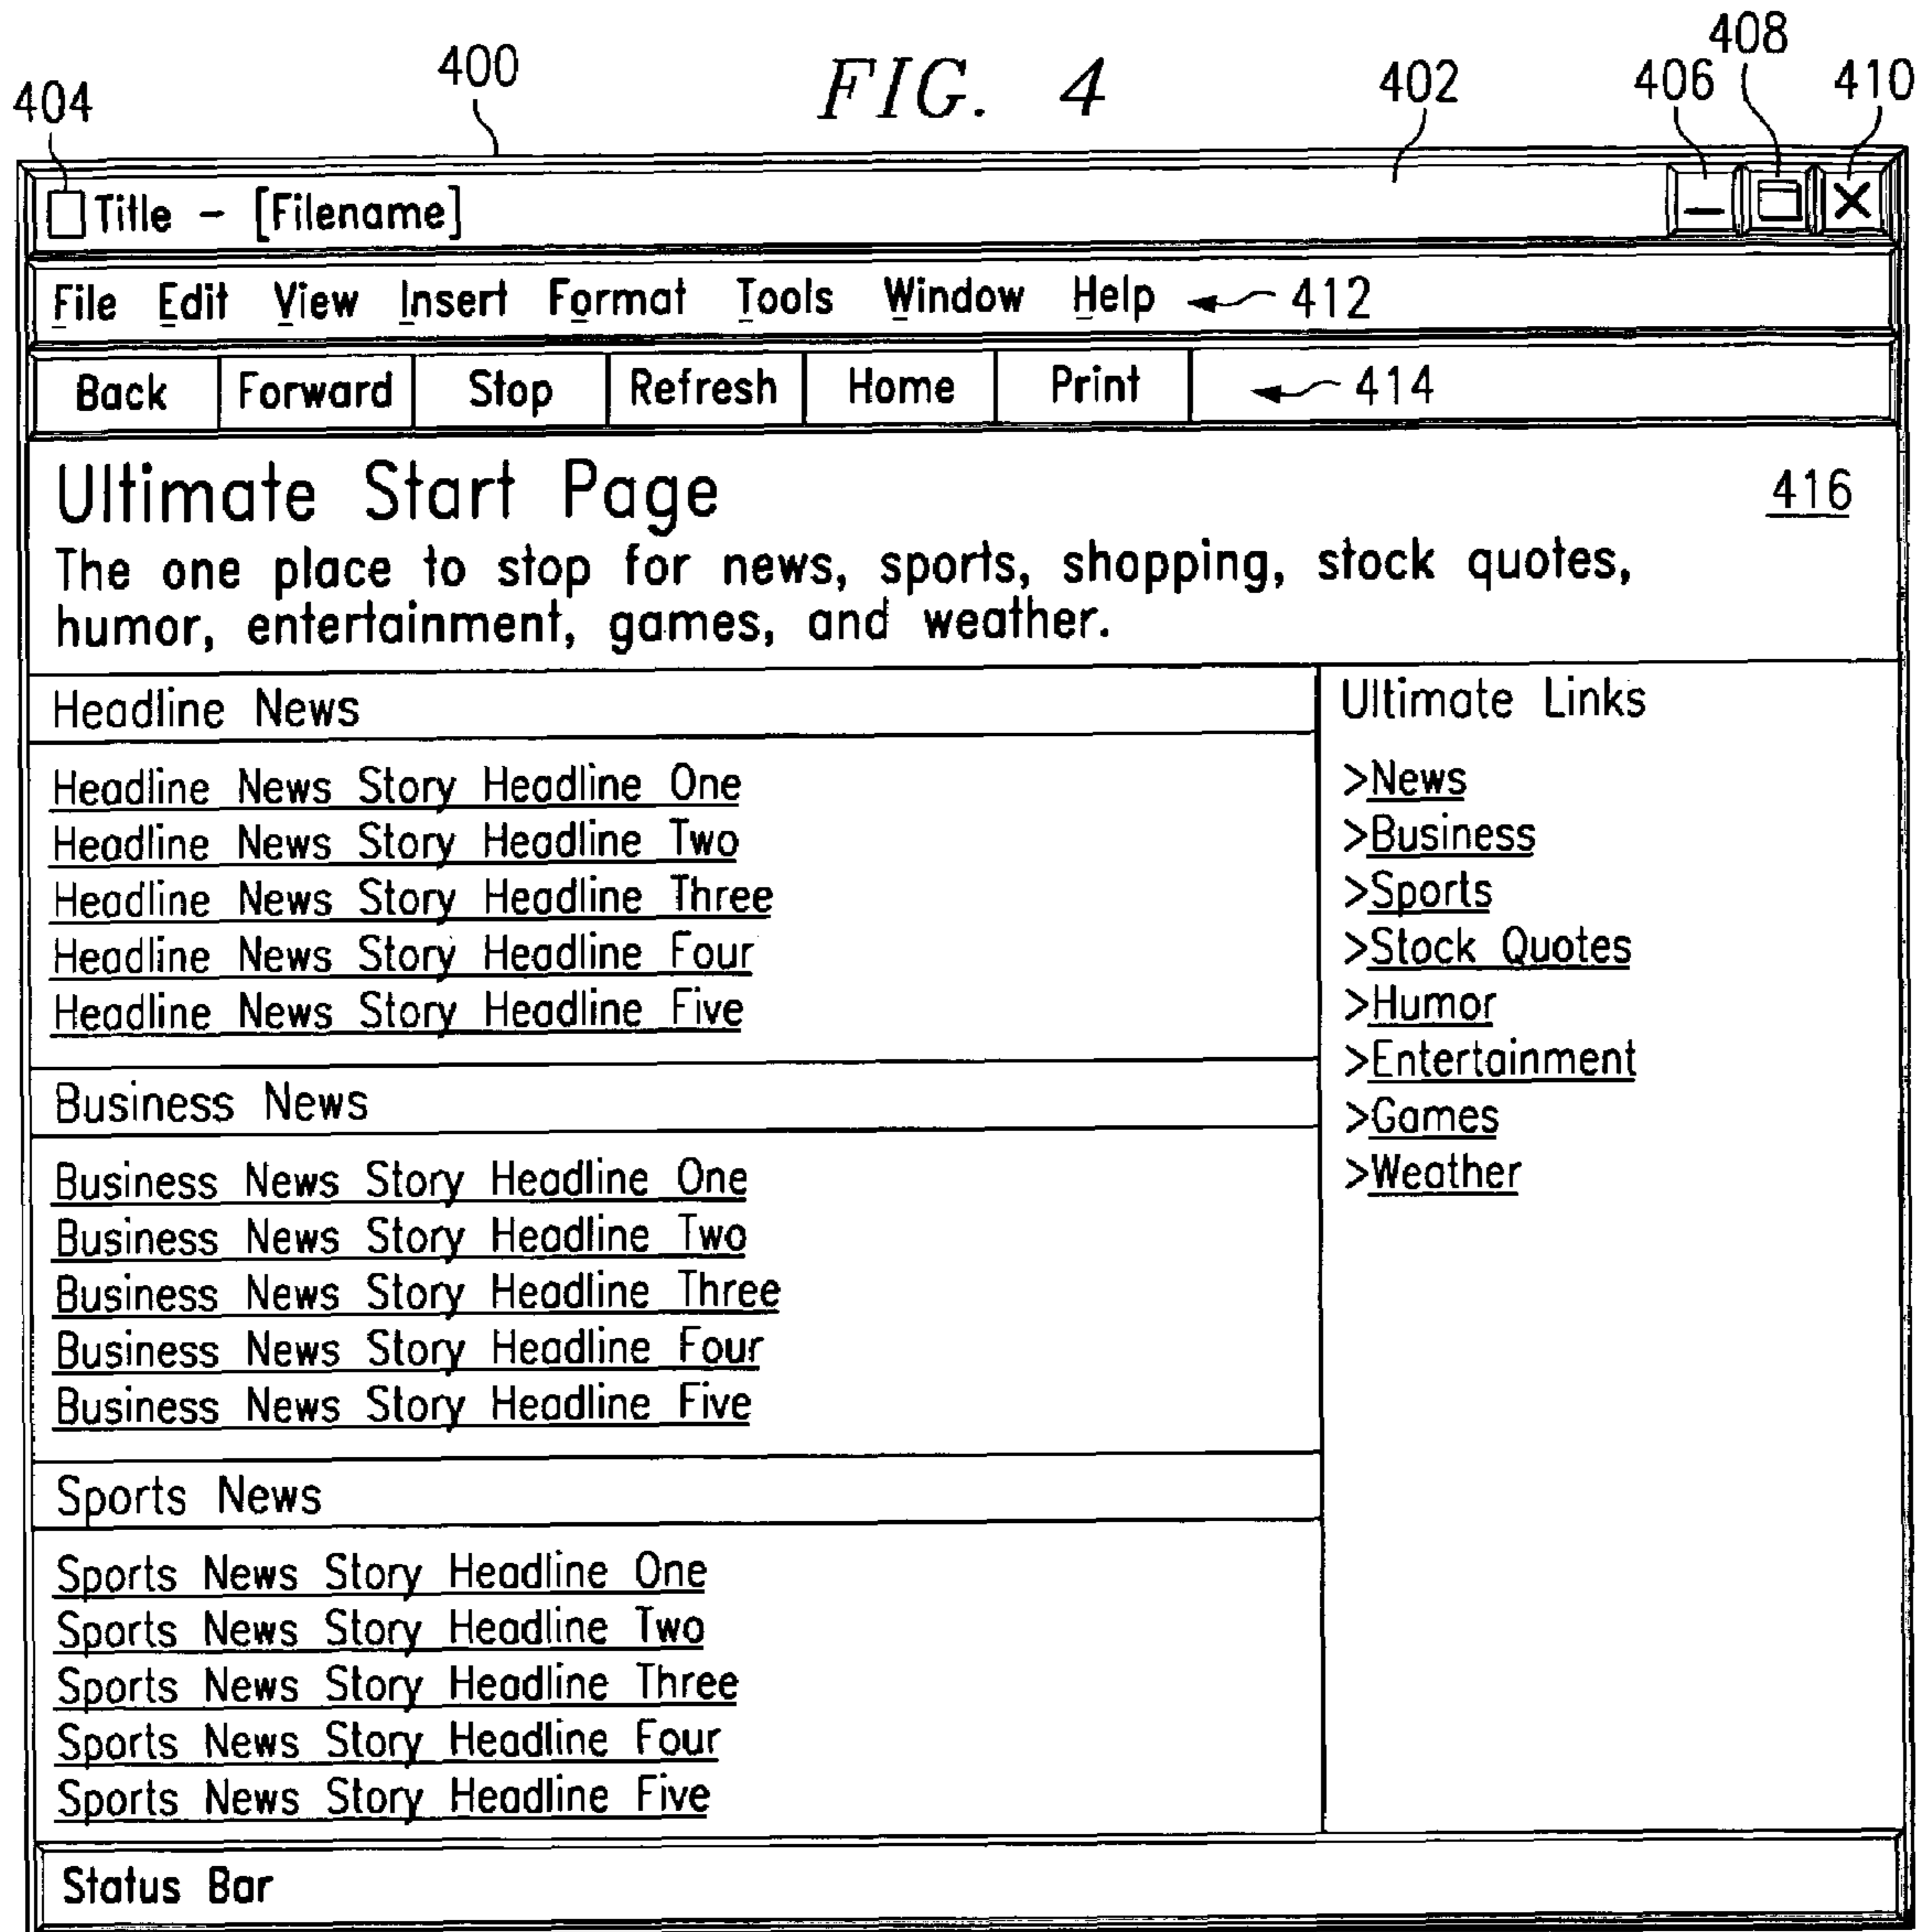 FIG. 4
404 400 402 406 408 410
Title - [Filename]
File Edit View Insert Format Tools Window Help 412
Back Forward Stop Refresh Home Print 414
Ultimate Start Page 416
The one place to stop for news, sports, shopping, stock quotes,
humor, entertainment, games, and weather.
Headline News
Headline News Story Headline One
Headline News Story Headline Two
Headline News Story Headline Three
Headline News Story Headline Four
Headline News Story Headline Five
Business News
Business News Story Headline One
Business News Story Headline Two
Business News Story Headline Three
Business News Story Headline Four
Business News Story Headline Five
Sports News
Sports News Story Headline One
Sports News Story Headline Two
Sports News Story Headline Three
Sports News Story Headline Four
Sports News Story Headline Five
Ultimate Links
>News
>Business
>Sports
>Stock Quotes
>Humor
>Entertainment
>Games
>Weather
Status Bar